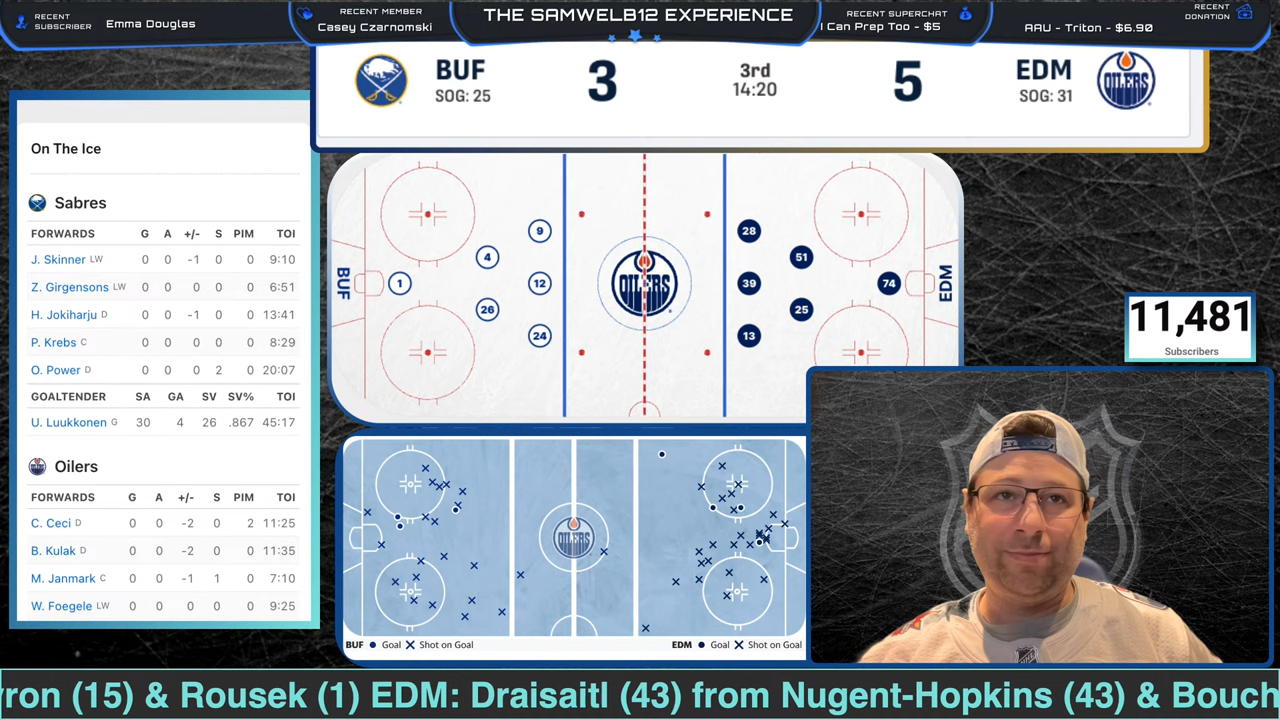 RECENT SUBSCRIBER
Emma Douglas
RECENT MEMBER
Casey Czarnomski
THE SAMWELB12 EXPERIENCE
RECENT SUPERCHAT
I Can Prep Too - $5
RECENT DONATION
AAU - Triton - $6.90
BUF
SOG: 25
3
3rd
14:20
5
EDM
SOG: 31
OILERS
On The Ice
Sabres
FORWARDS G A +/- S PIM TOI
J. Skinner LW 0 0 -1 0 0 9:10
Z. Girgensons LW 0 0 0 0 0 6:51
H. Jokiharju D 0 0 -1 0 0 13:41
P. Krebs C 0 0 0 0 0 8:29
O. Power D 0 0 0 2 0 20:07
GOALTENDER SA GA SV SV% TOI
U. Luukkonen G 30 4 26 .867 45:17
Oilers
FORWARDS G A +/- S PIM TOI
C. Ceci D 0 0 -2 0 2 11:25
B. Kulak D 0 0 -2 0 0 11:35
M. Janmark C 0 0 -1 1 0 7:10
W. Foegele LW 0 0 0 0 0 9:25
9 28
4 51
BUF 1 12 OILERS 39 74 EDM
26 25
24 13
11,481
Subscribers
OILERS
BUF Goal Shot on Goal EDM Goal Shot on Goal
NHL
yron (15) & Rousek (1) EDM: Draisaitl (43) from Nugent-Hopkins (43) & Bouch